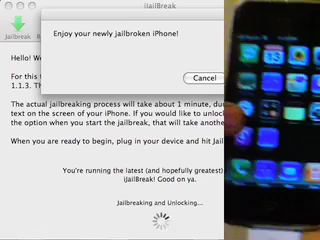 iJailBreak
Enjoy your newly jailbroken iPhone!
Jailbreak
Cancel
Hello! We
For this t
1.1.3. Th
The actual jailbreaking process will take about 1 minute, du
text on the screen of your iPhone. If you would like to unlo
the option when you start the jailbreak, that will take anothe
When you are ready to begin, plug in your device and hit Jail
You're running the latest (and hopefully greatest)
iJailBreak! Good on ya.
Jailbreaking and Unlocking...
13